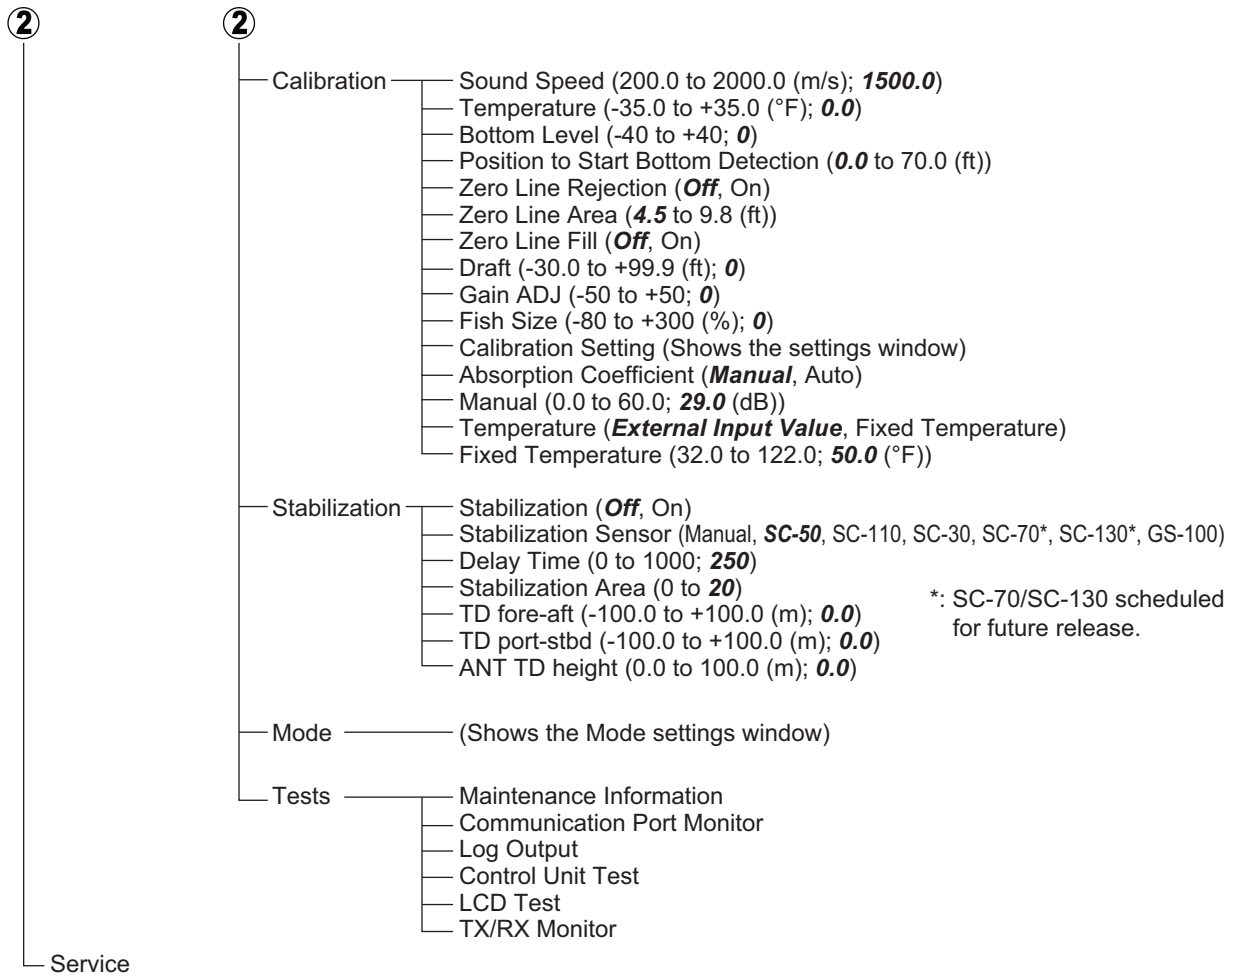 2 2
Calibration Sound Speed (200.0 to 2000.0 (m/s); 1500.0)
Temperature (-35.0 to +35.0 (°F); 0.0)
Bottom Level (-40 to +40; 0)
Position to Start Bottom Detection (0.0 to 70.0 (ft))
Zero Line Rejection (Off, On)
Zero Line Area (4.5 to 9.8 (ft))
Zero Line Fill (Off, On)
Draft (-30.0 to +99.9 (ft); 0)
Gain ADJ (-50 to +50; 0)
Fish Size (-80 to +300 (%); 0)
Calibration Setting (Shows the settings window)
Absorption Coefficient (Manual, Auto)
Manual (0.0 to 60.0; 29.0 (dB))
Temperature (External Input Value, Fixed Temperature)
Fixed Temperature (32.0 to 122.0; 50.0 (°F))
Stabilization Stabilization (Off, On)
Stabilization Sensor (Manual, SC-50, SC-110, SC-30, SC-70*, SC-130*, GS-100)
Delay Time (0 to 1000; 250)
Stabilization Area (0 to 20)
TD fore-aft (-100.0 to +100.0 (m); 0.0)
TD port-stbd (-100.0 to +100.0 (m); 0.0)
ANT TD height (0.0 to 100.0 (m); 0.0)
*: SC-70/SC-130 scheduled
for future release.
Mode (Shows the Mode settings window)
Tests Maintenance Information
Communication Port Monitor
Log Output
Control Unit Test
LCD Test
TX/RX Monitor
Service